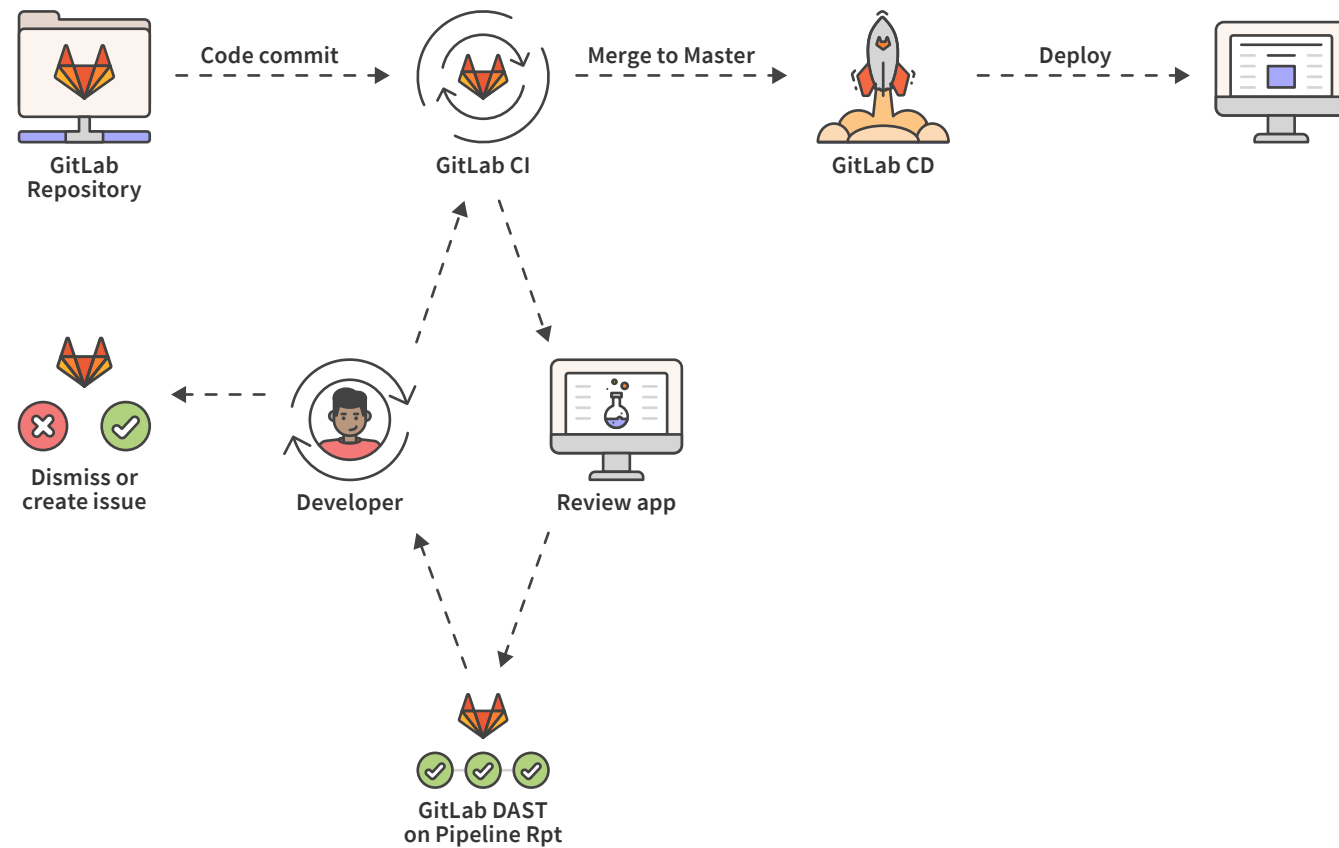 Code commit
Merge to Master
Deploy
GitLab
Repository
GitLab CI
GitLab CD
Dismiss or
create issue
Developer
Review app
GitLab DAST
on Pipeline Rpt